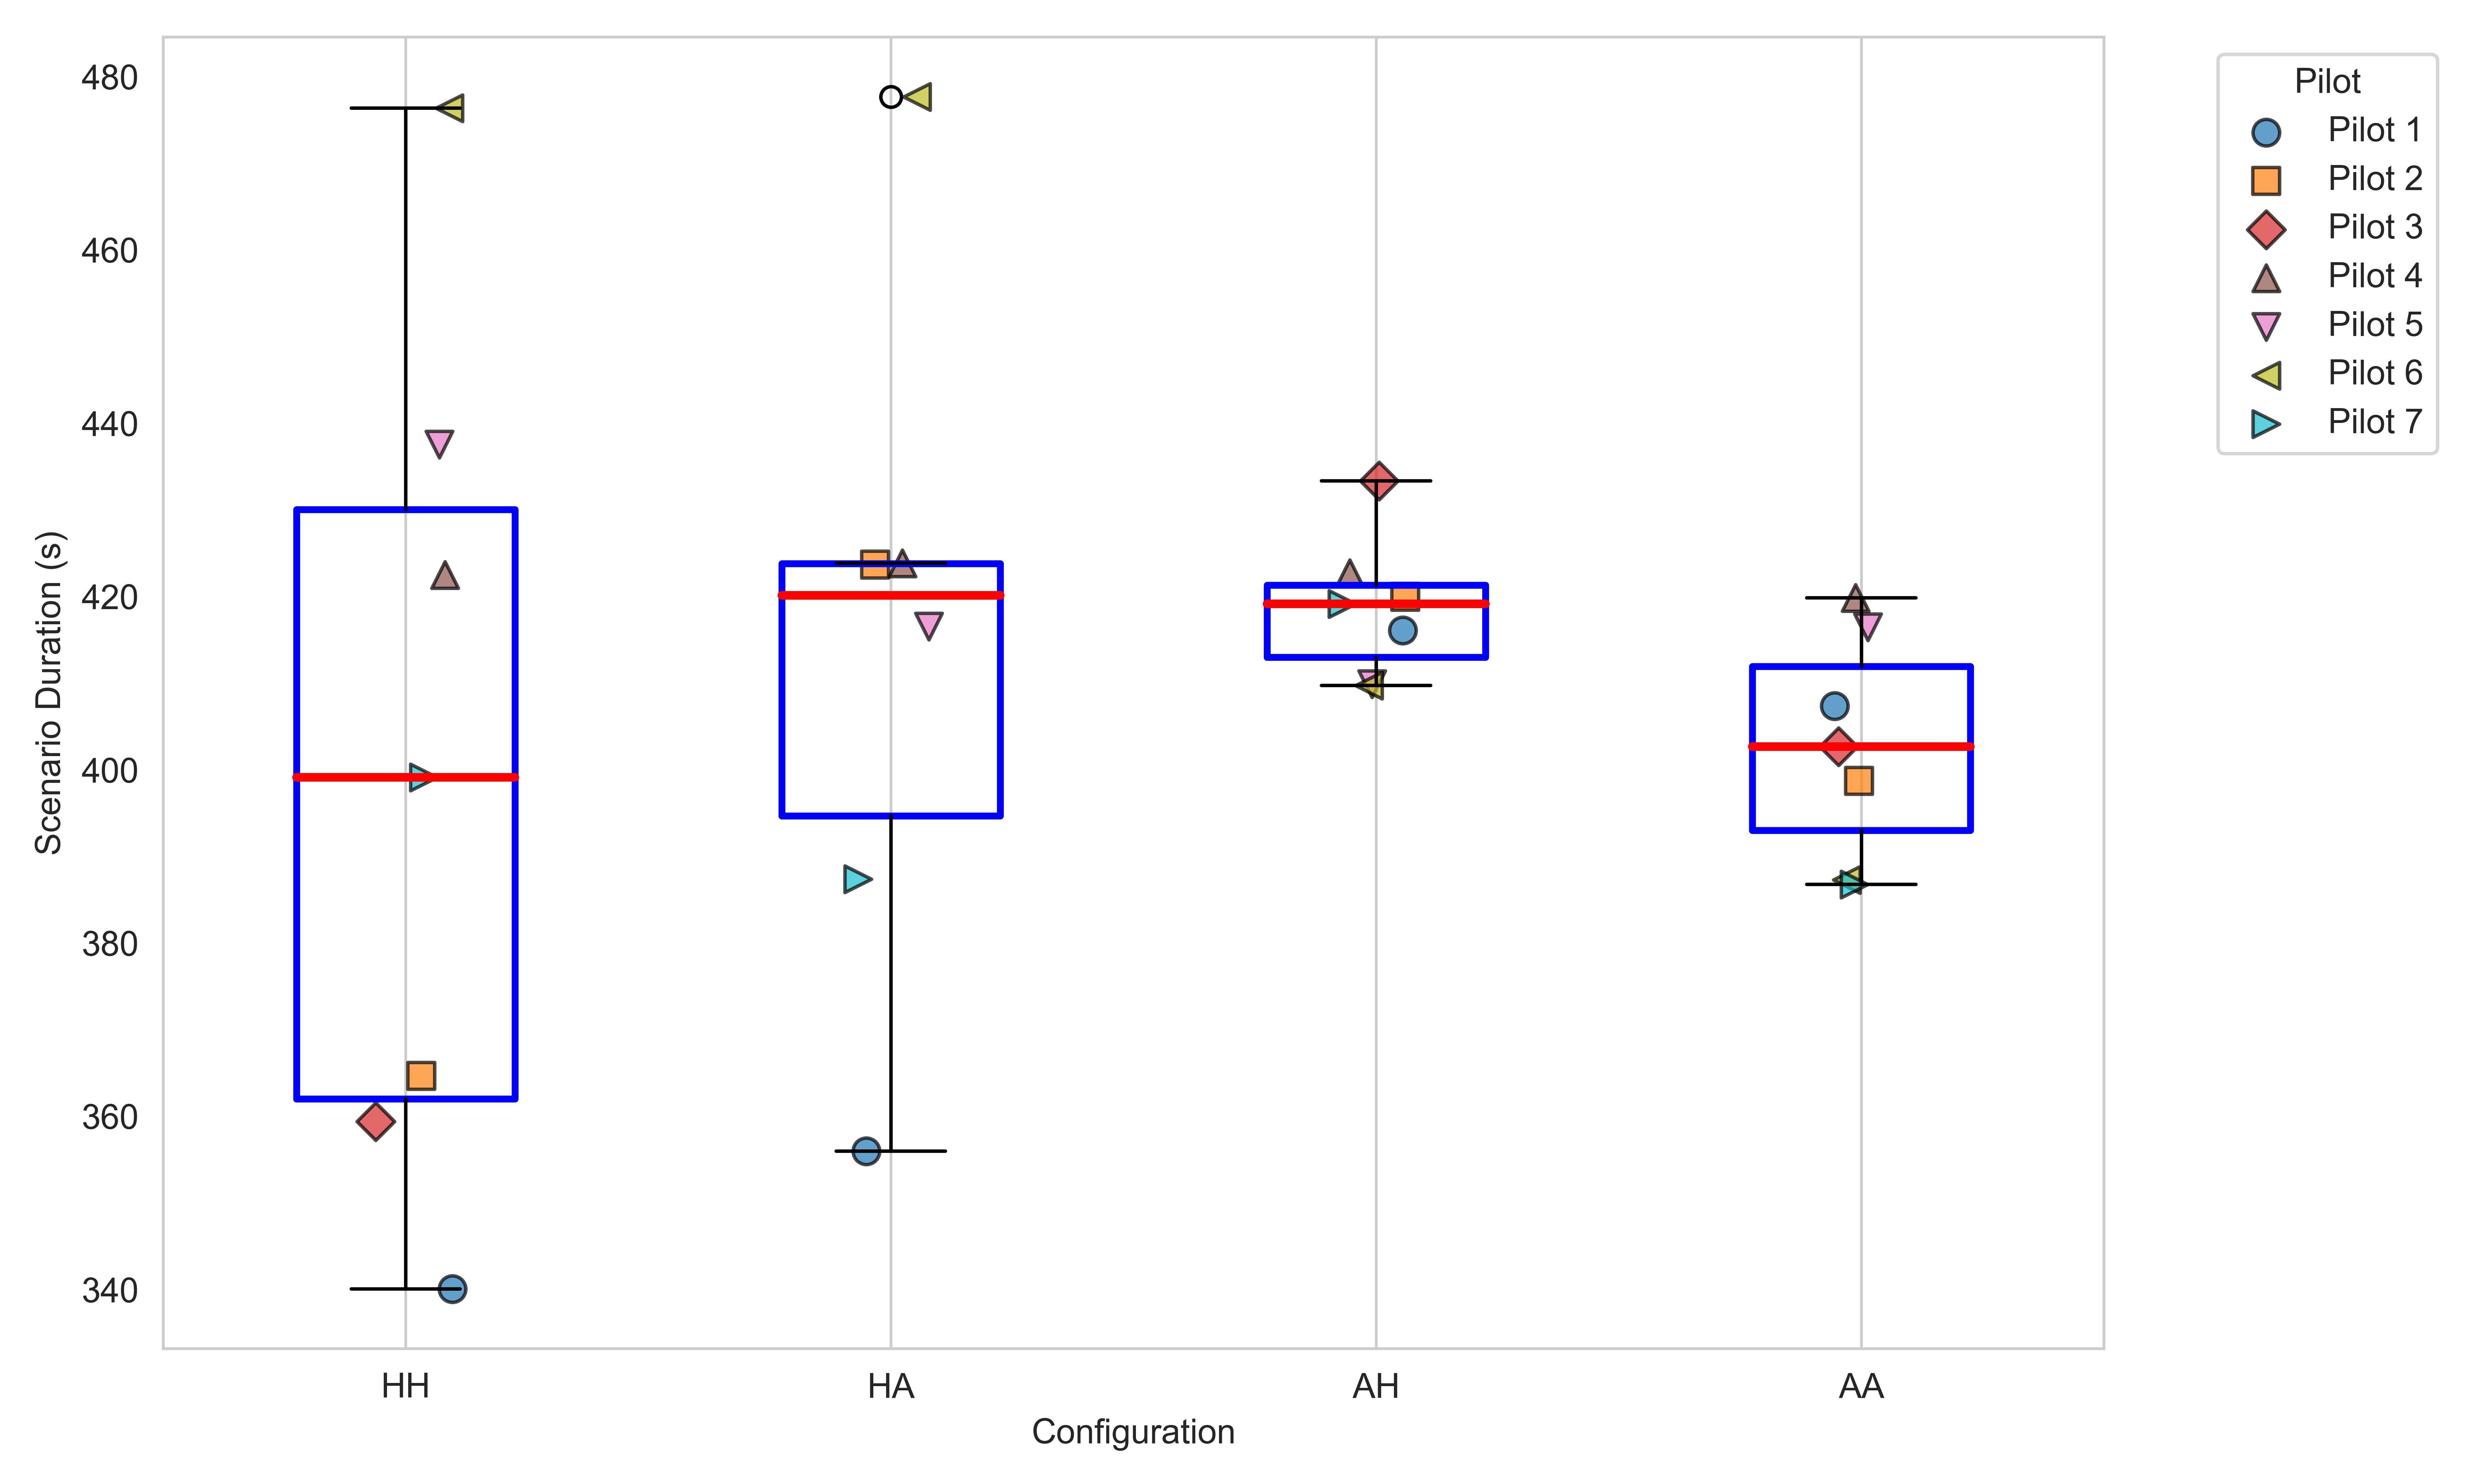 Scenario Duration (s)
480
460
440
420
400
380
360
340
HH
HA
AH
AA
Configuration
Pilot
Pilot 1
Pilot 2
Pilot 3
Pilot 4
Pilot 5
Pilot 6
Pilot 7